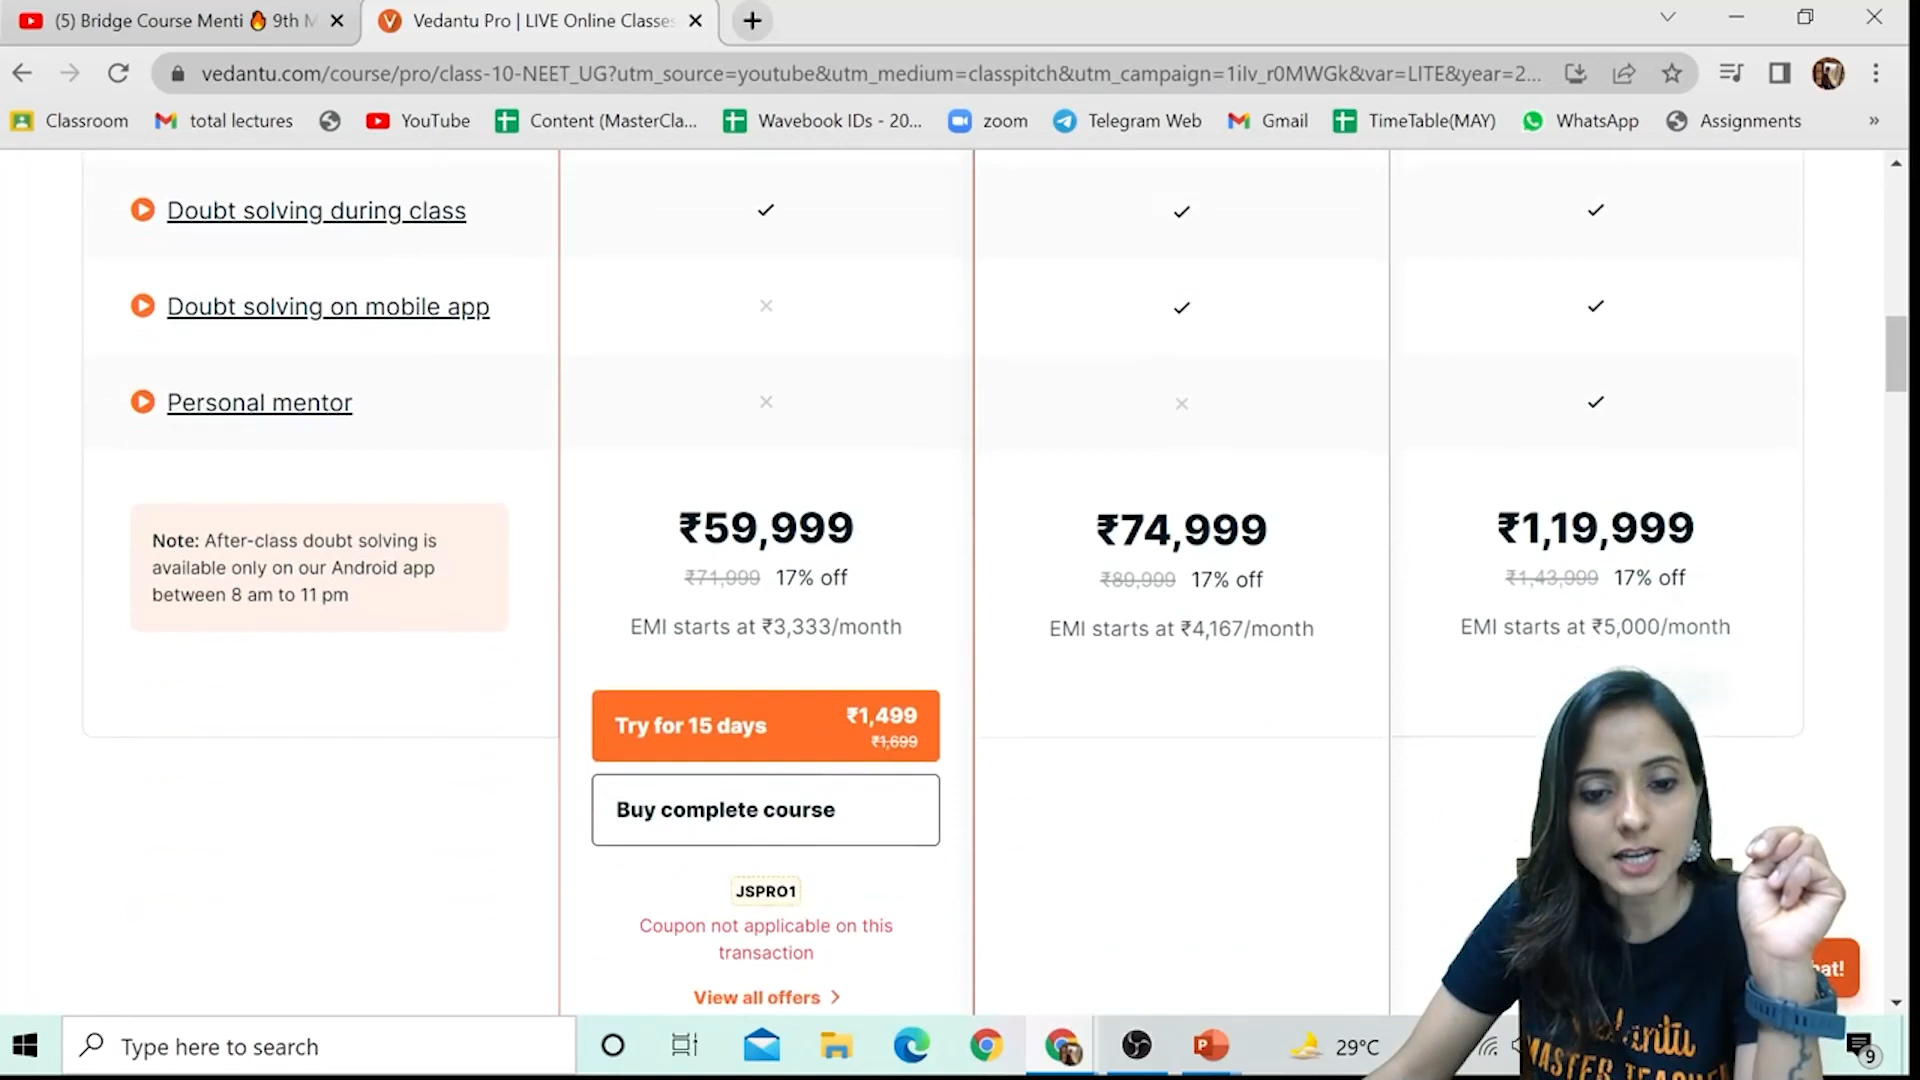 (5) Bridge Course Menti 🔥 9th M
Vedantu Pro | LIVE Online Classes
vedantu.com/course/pro/class-10-NEET_UG?utm_source=youtube&utm_medium=classpitch&utm_campaign=1iIv_r0MWGk&var=LITE&year=2...
Classroom
total lectures
YouTube
Content (MasterCla...
Wavebook IDs - 20...
zoom
Telegram Web
Gmail
TimeTable(MAY)
WhatsApp
Assignments
»
Doubt solving during class
Doubt solving on mobile app
Personal mentor
Note: After-class doubt solving is
available only on our Android app
between 8 am to 11 pm
₹59,999
₹71,999 17% off
EMI starts at ₹3,333/month
Try for 15 days
₹1,499
₹1,699
Buy complete course
JSPRO1
Coupon not applicable on this
transaction
View all offers >
₹74,999
₹89,999 17% off
EMI starts at ₹4,167/month
₹1,19,999
₹1,43,999 17% off
EMI starts at ₹5,000/month
hat!
MASTER TEACHER
Type here to search
29°C
9